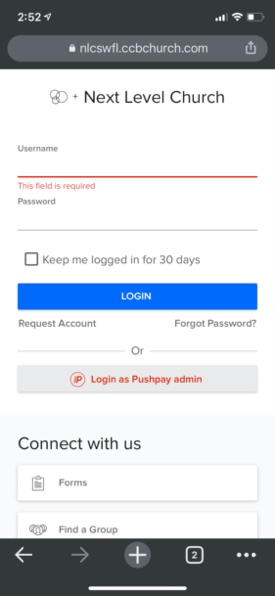 2:52
nlcswfl.ccbchurch.com
+ Next Level Church
Username
This field is required
Password
Keep me logged in for 30 days
LOGIN
Request Account Forgot Password?
Or
Login as Pushpay admin
Connect with us
Forms
Find a Group
2